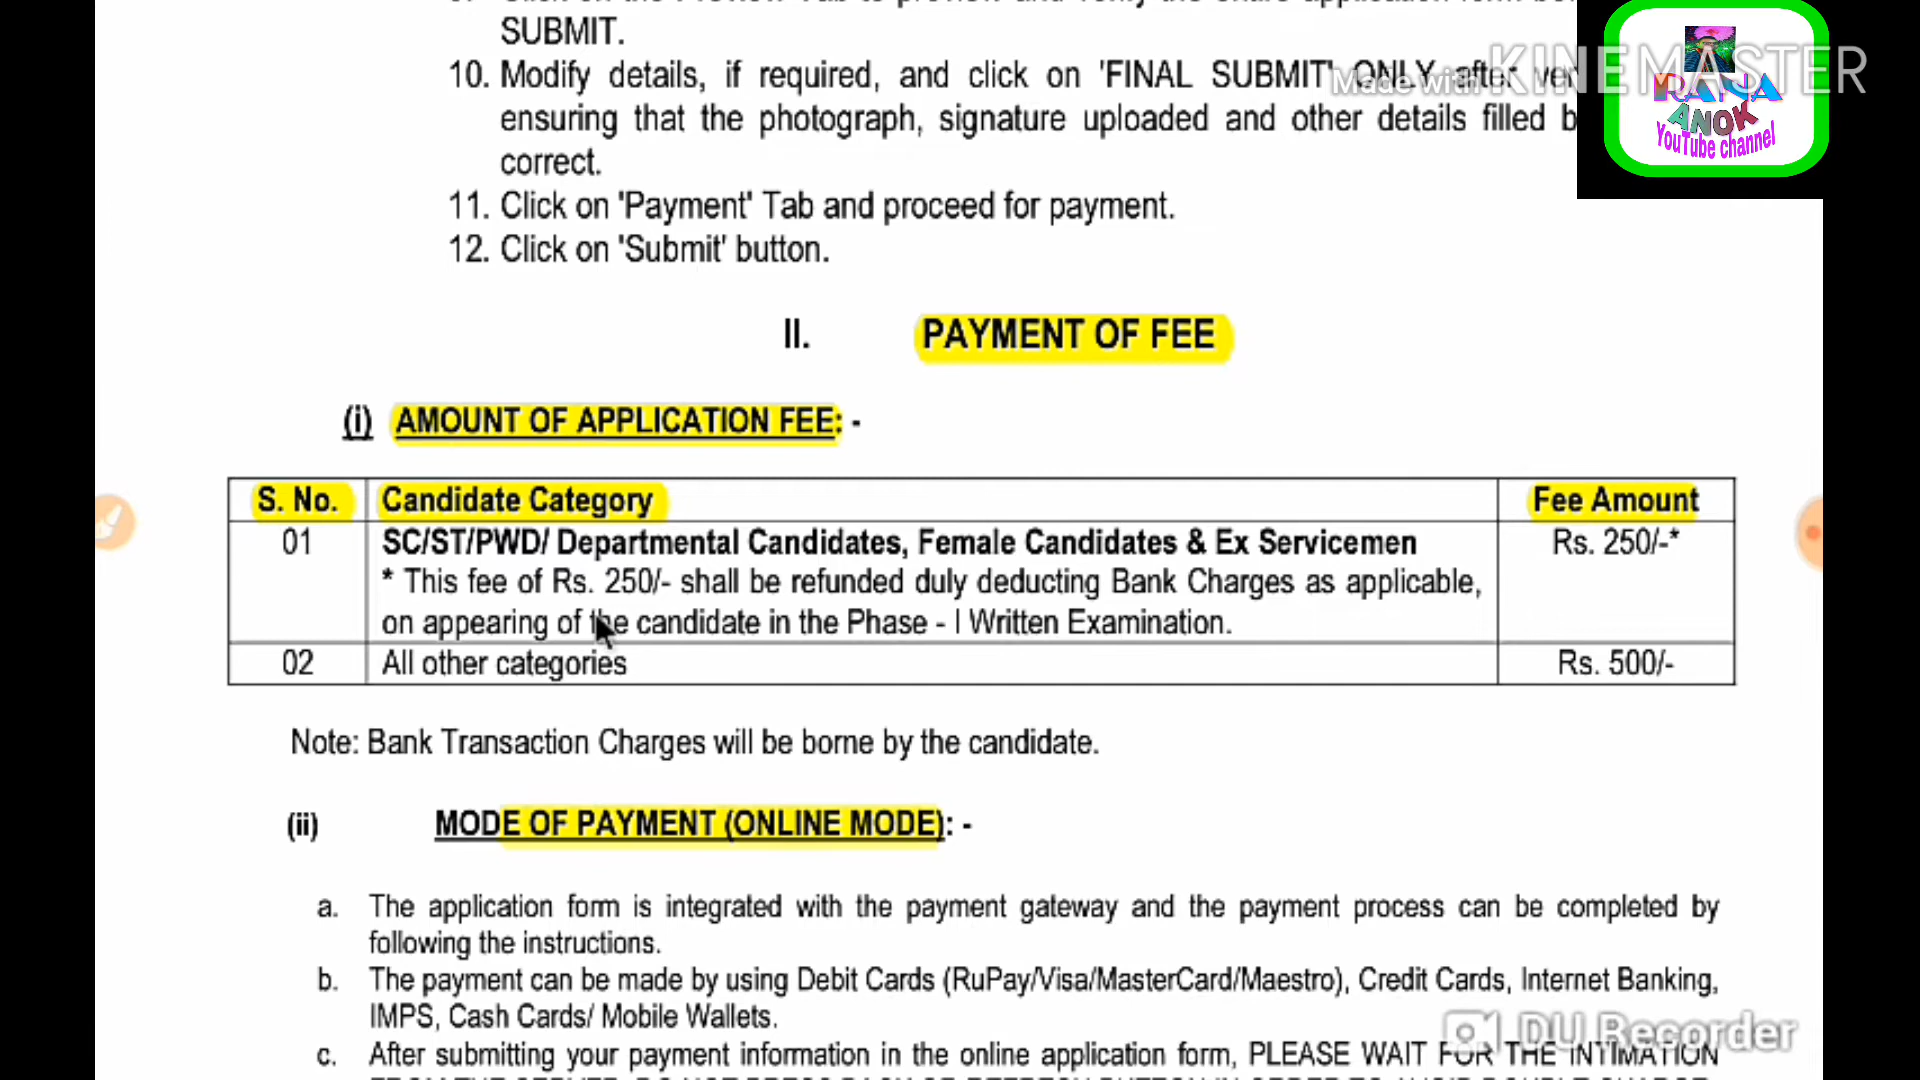 SUBMIT.
10. Modify details, if required, and click on 'FINAL SUBMIT' ONLY after
ensuring that the photograph, signature uploaded and other details filled
correct.
11. Click on 'Payment' Tab and proceed for payment.
12. Click on 'Submit' button.
Made with KINEMASTER
RANA
ANOK
YouTube channel
II. PAYMENT OF FEE
(i) AMOUNT OF APPLICATION FEE: -
S. No. Candidate Category Fee Amount
01 SC/ST/PWD/ Departmental Candidates, Female Candidates & Ex Servicemen Rs. 250/-*
* This fee of Rs. 250/- shall be refunded duly deducting Bank Charges as applicable,
on appearing of the candidate in the Phase - I Written Examination.
02 All other categories Rs. 500/-
Note: Bank Transaction Charges will be borne by the candidate.
(ii) MODE OF PAYMENT (ONLINE MODE): -
a. The application form is integrated with the payment gateway and the payment process can be completed by
following the instructions.
b. The payment can be made by using Debit Cards (RuPay/Visa/MasterCard/Maestro), Credit Cards, Internet Banking,
IMPS, Cash Cards/ Mobile Wallets.
c. After submitting your payment information in the online application form, PLEASE WAIT FOR THE INTIMATION
DU Recorder